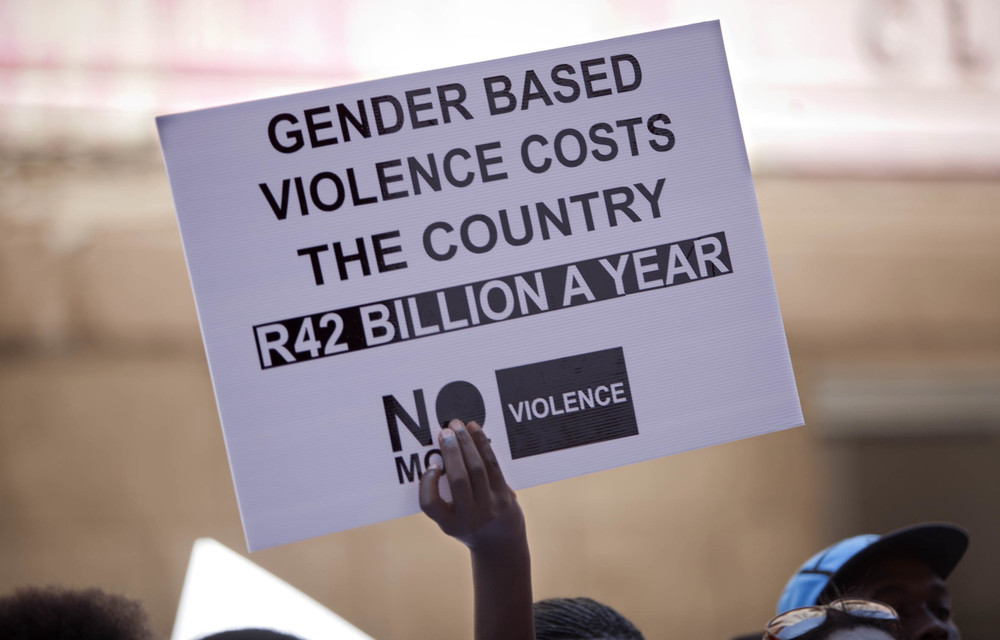 GENDER BASED
VIOLENCE COSTS
THE COUNTRY
R42 BILLION A YEAR
NO VIOLENCE